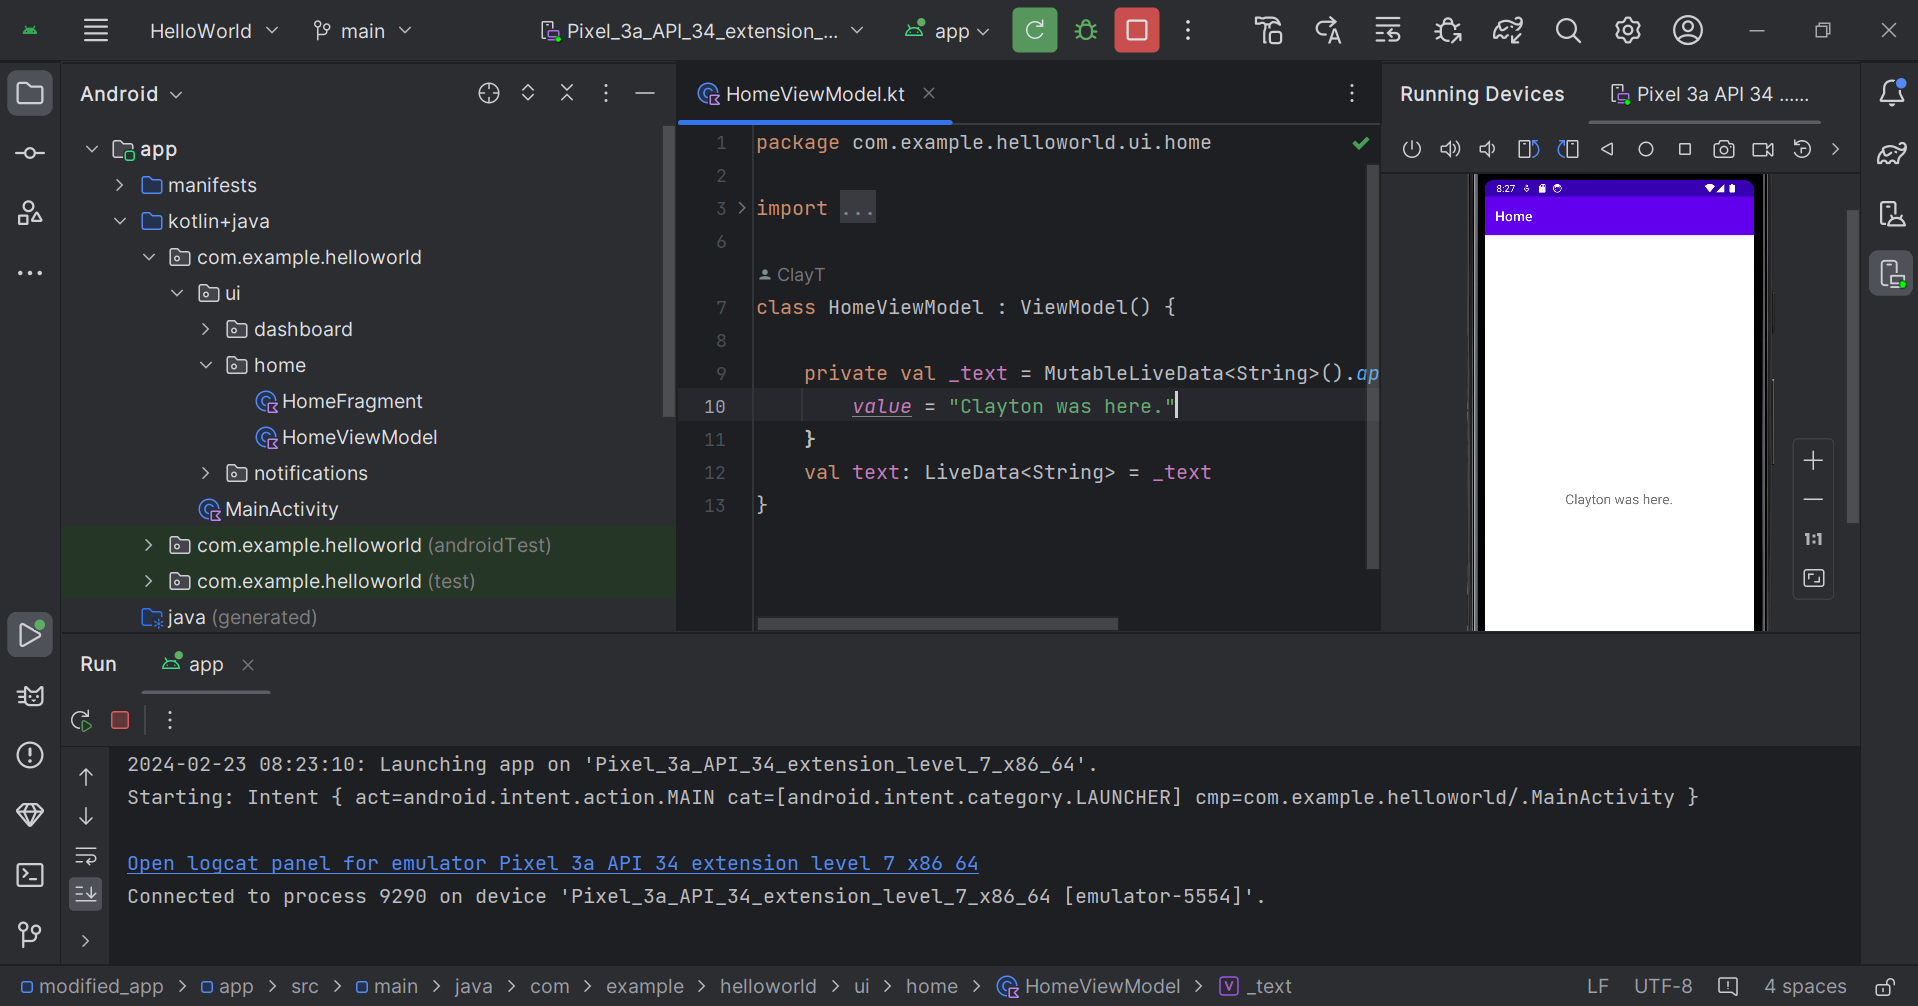 HelloWorld main Pixel_3a_API_34_extension_... app
Android
app
manifests
kotlin+java
com.example.helloworld
ui
dashboard
home
HomeFragment
HomeViewModel
notifications
MainActivity
com.example.helloworld (androidTest)
com.example.helloworld (test)
java (generated)
HomeViewModel.kt
1 package com.example.helloworld.ui.home
2
3 import ...
6
ClayT
7 class HomeViewModel : ViewModel() {
8
9 private val _text = MutableLiveData<String>().ap
10 value = "Clayton was here."
11 }
12 val text: LiveData<String> = _text
13 }
Running Devices Pixel 3a API 34 ......
8:27
Home
Clayton was here.
1:1
Run app
2024-02-23 08:23:10: Launching app on 'Pixel_3a_API_34_extension_level_7_x86_64'.
Starting: Intent { act=android.intent.action.MAIN cat=[android.intent.category.LAUNCHER] cmp=com.example.helloworld/.MainActivity }
Open logcat panel for emulator Pixel 3a API 34 extension level 7 x86 64
Connected to process 9290 on device 'Pixel_3a_API_34_extension_level_7_x86_64 [emulator-5554]'.
modified_app > app > src > main > java > com > example > helloworld > ui > home > HomeViewModel > V _text LF UTF-8 4 spaces